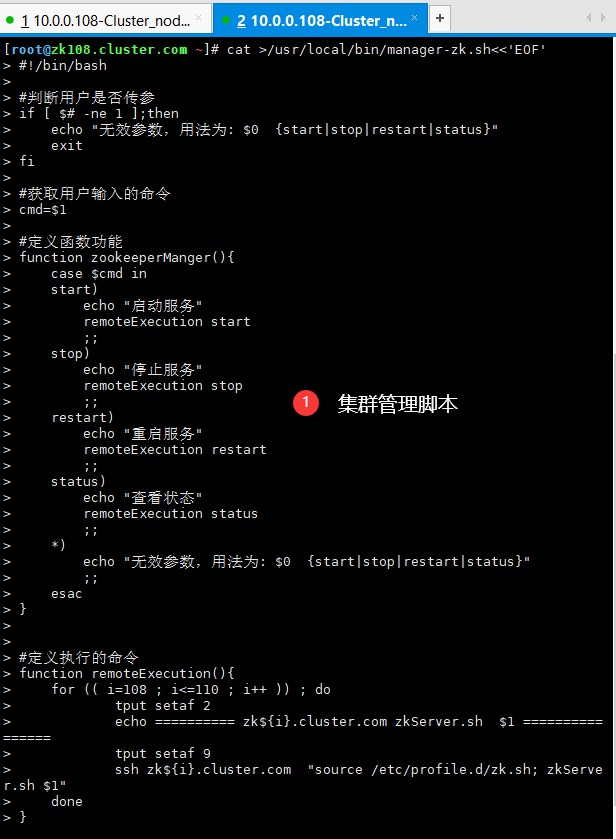 1 10.0.0.108-Cluster_nod... × 2 10.0.0.108-Cluster_n... × +
[root@zk108.cluster.com ~]# cat >/usr/local/bin/manager-zk.sh<<'EOF'
> #!/bin/bash
>
> #判断用户是否传参
> if [ $# -ne 1 ];then
>     echo "无效参数，用法为: $0  {start|stop|restart|status}"
>     exit
> fi
>
> #获取用户输入的命令
> cmd=$1
>
> #定义函数功能
> function zookeeperManger(){
>     case $cmd in
>     start)
>         echo "启动服务"
>         remoteExecution start
>         ;;
>     stop)
>         echo "停止服务"
>         remoteExecution stop
>         ;;
>     restart)
>         echo "重启服务"
>         remoteExecution restart
>         ;;
>     status)
>         echo "查看状态"
>         remoteExecution status
>         ;;
>     *)
>         echo "无效参数，用法为: $0  {start|stop|restart|status}"
>         ;;
>     esac
> }
>
>
> #定义执行的命令
> function remoteExecution(){
>     for (( i=108 ; i<=110 ; i++ )) ; do
>             tput setaf 2
>             echo ========== zk${i}.cluster.com zkServer.sh  $1 ==========
======
>             tput setaf 9
>             ssh zk${i}.cluster.com  "source /etc/profile.d/zk.sh; zkServe
r.sh $1"
>     done
> }
1 集群管理脚本